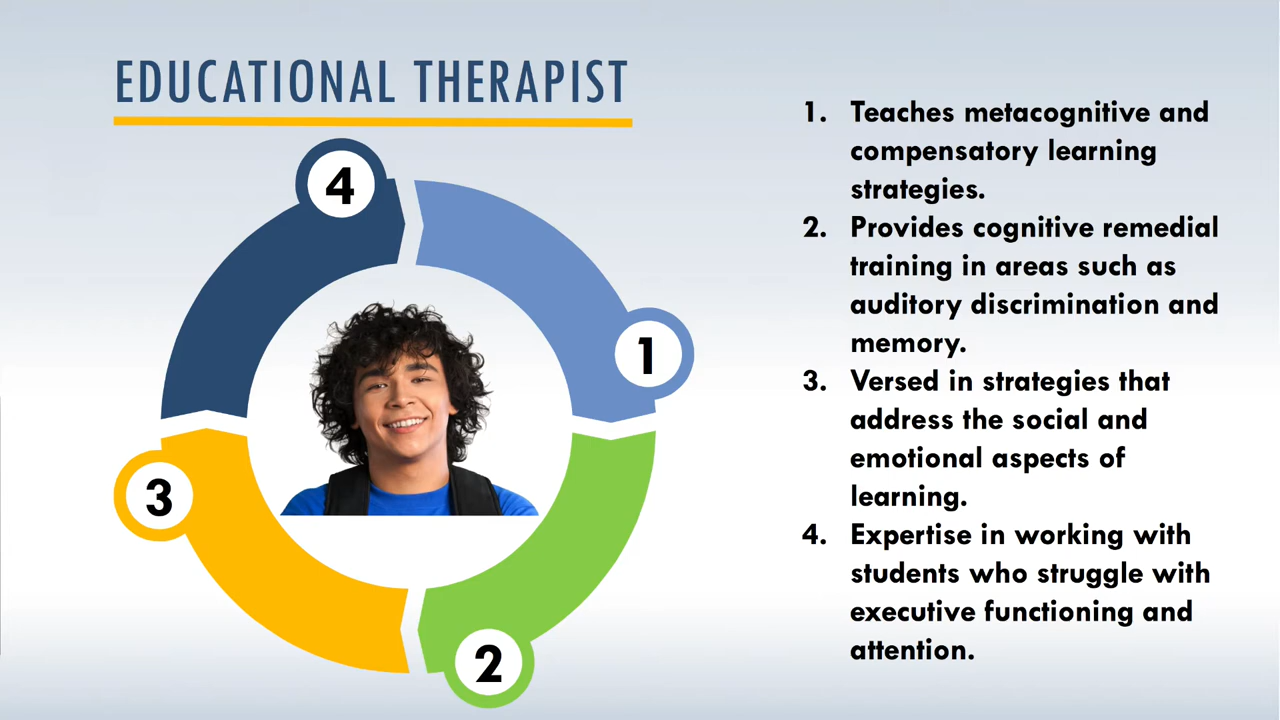 EDUCATIONAL THERAPIST
4
1
3
2
1. Teaches metacognitive and
compensatory learning
strategies.
2. Provides cognitive remedial
training in areas such as
auditory discrimination and
memory.
3. Versed in strategies that
address the social and
emotional aspects of
learning.
4. Expertise in working with
students who struggle with
executive functioning and
attention.